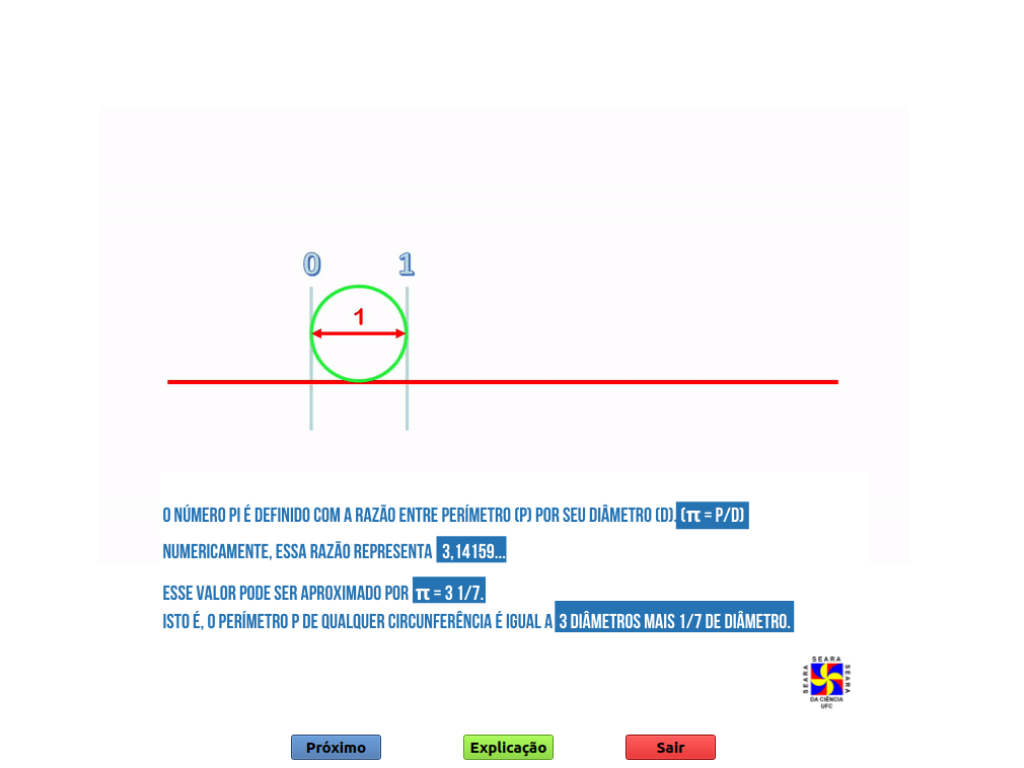 0 1
1
O NÚMERO PI É DEFINIDO COM A RAZÃO ENTRE PERÍMETRO (P) POR SEU DIÂMETRO (D). (π = P/D)
NUMERICAMENTE, ESSA RAZÃO REPRESENTA 3,14159...
ESSE VALOR PODE SER APROXIMADO POR π = 3 1/7.
ISTO É, O PERÍMETRO P DE QUALQUER CIRCUNFERÊNCIA É IGUAL A 3 DIÂMETROS MAIS 1/7 DE DIÂMETRO.
SEARA
SEARA
SEARA
DA CIÊNCIA
UFC
Próximo Explicação Sair